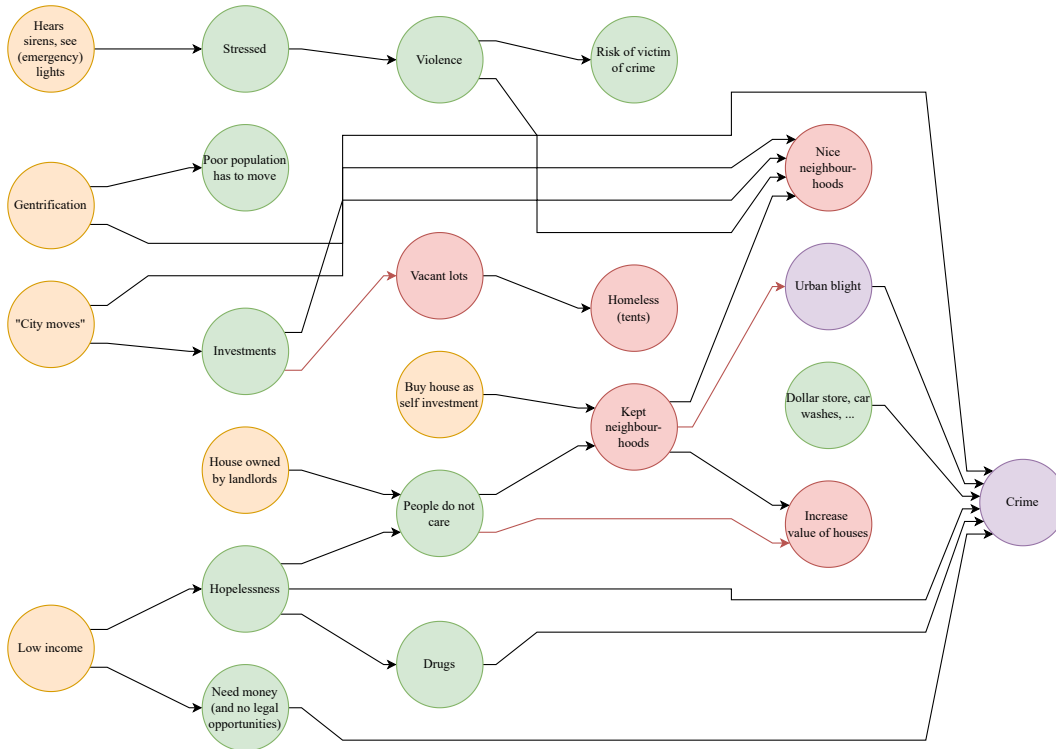 Hears
sirens, see
(emergency)
lights
Stressed
Violence
Risk of victim
of crime
Poor population
has to move
Nice
neighbour-
hoods
Gentrification
Vacant lots
Urban blight
Homeless
(tents)
"City moves"
Investments
Buy house as
self investment
Dollar store, car
washes, ...
Kept
neighbour-
hoods
House owned
by landlords
People do not
care
Increase
value of houses
Crime
Hopelessness
Low income
Drugs
Need money
(and no legal
opportunities)